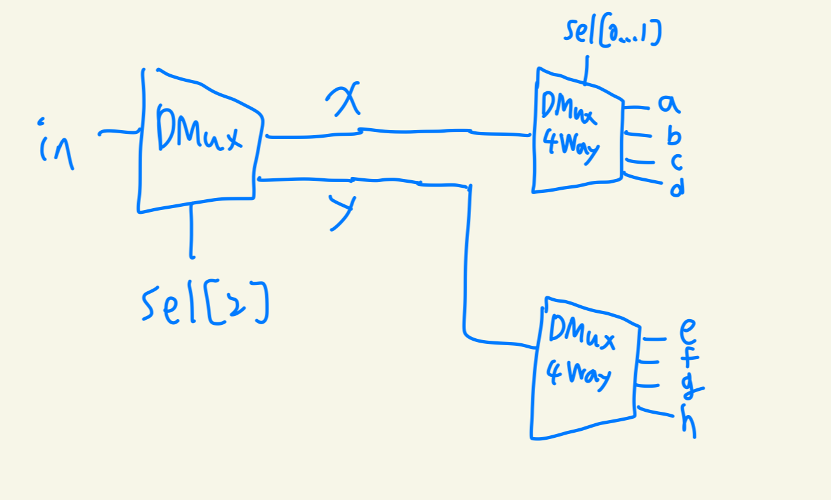 in
DMux
sel[2]
x
y
sel[0...1]
DMux
4Way
a
b
c
d
DMux
4Way
e
f
g
h